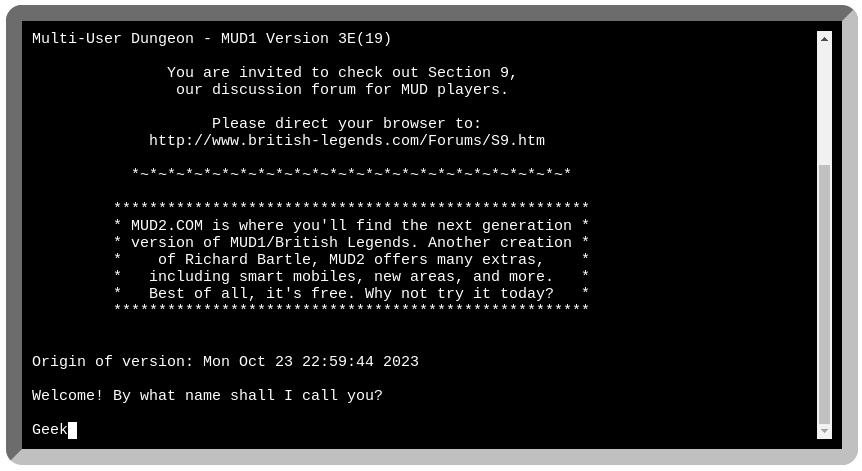 Multi-User Dungeon - MUD1 Version 3E(19)
You are invited to check out Section 9,
our discussion forum for MUD players.
Please direct your browser to:
http://www.british-legends.com/Forums/S9.htm
*~*~*~*~*~*~*~*~*~*~*~*~*~*~*~*~*~*~*~*~*~*~*~*~*
*****************************************************
* MUD2.COM is where you'll find the next generation *
* version of MUD1/British Legends. Another creation *
*    of Richard Bartle, MUD2 offers many extras,    *
*   including smart mobiles, new areas, and more.   *
*   Best of all, it's free. Why not try it today?   *
*****************************************************
Origin of version: Mon Oct 23 22:59:44 2023
Welcome! By what name shall I call you?
Geek